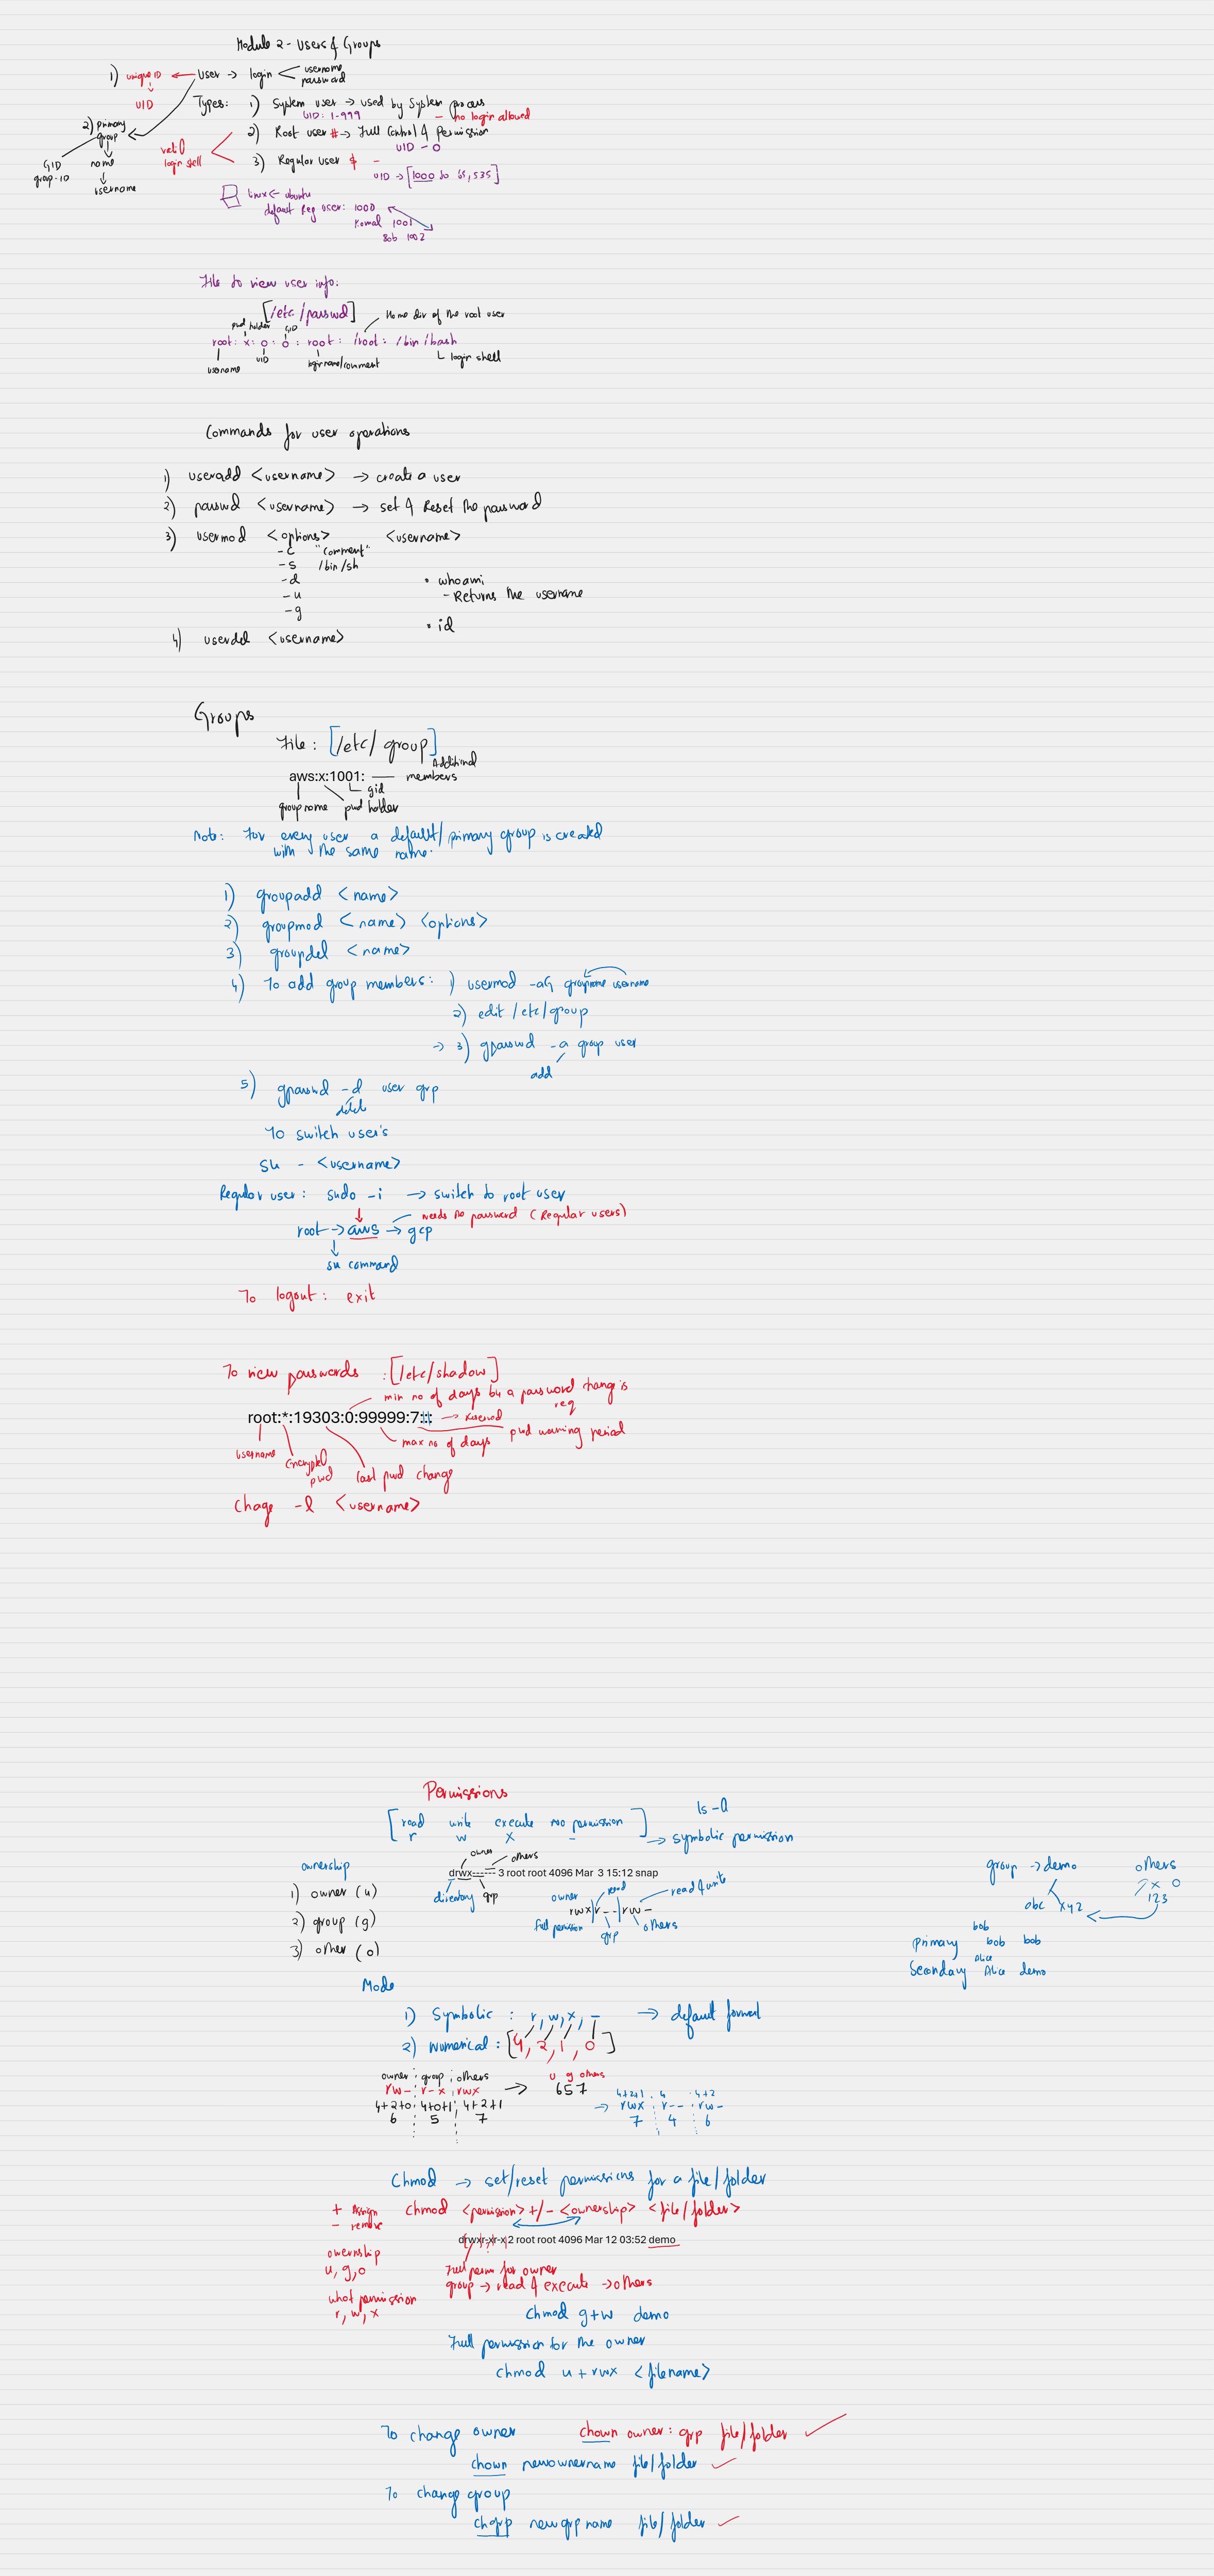 Module 2 - Users & Groups
1) unique ID ← User → login < username
password
UID
Types: 1) System user → used by System process
UID: 1-999 - no login allowed
2) primary group
2) Root user # → Full Control & Permission
UID - 0
valid login shell
GID
group-ID
name
username
3) Regular user $ -
UID → [1000 to 65,535]
linux ← ubuntu
default Reg user: 1000
Komal 1001
Bob 1002
File to view user info:
[/etc/passwd]
Home dir of the root user
pwd holder GID
root: x: 0: 0: root: /root: /bin/bash
username UID login name/comment login shell
Commands for user operations
1) useradd <username> → create a user
2) passwd <username> → set & Reset the password
3) usermod <options> <username>
-c "comment"
-s /bin/sh
-d
-u
-g
• whoami
- Returns the username
• id
4) userdel <username>
Groups
File: [/etc/group]
Additional
aws:x:1001: — members
gid
group name pwd holder
Note: For every user a default/primary group is created
with the same name.
1) groupadd <name>
2) groupmod <name> <options>
3) groupdel <name>
4) To add group members: 1) usermod -aG groupname username
2) edit /etc/group
→ 3) gpasswd -a group user
add
5) gpasswd -d user grp
delete
To switch user's
su - <username>
Regular user: sudo -i → switch to root user
needs no password (Regular users)
root → aws → gcp
su command
To logout: exit
To view passwords : [/etc/shadow]
min no of days b4 a password change is
req
root:*:19303:0:99999:7::: → Reserved
pwd warning period
max no of days
username
Encrypted pwd
last pwd change
Chage -l <username>
Permissions
ls -l
[read write execute no permission]
r w x -
→ symbolic permission
owner others
drwx------ 3 root root 4096 Mar 3 15:12 snap
directory grp
ownership
1) owner (u)
2) group (g)
3) other (o)
owner read read & write
rwx|r--|rw-
full permission grp others
group → demo
abc xyz
others
x 0
123
bob
primary bob bob
Alice
Secondary Alice demo
Mode
1) Symbolic : r, w, x, - → default format
2) Numerical : [4, 2, 1, 0]
owner group others
rw- r-x rwx
4+2+0 4+0+1 4+2+1
6 5 7
→ u g others
657
4+2+1 4 4+2
→ rwx r-- rw-
7 4 6
Chmod → set/reset permissions for a file/folder
+ Assign
- remove
Chmod <permission> +/- <ownership> <file/folder>
drwxr-xr-x 2 root root 4096 Mar 12 03:52 demo
owernship
u, g, o
Full perm for owner
group → read & execute → others
what permission
r, w, x
Chmod g+w demo
Full permission for the owner
chmod u+rwx <filename>
To change owner chown owner: grp file/folder
chown newownername file/folder
To change group
chgrp newgrpname file/folder